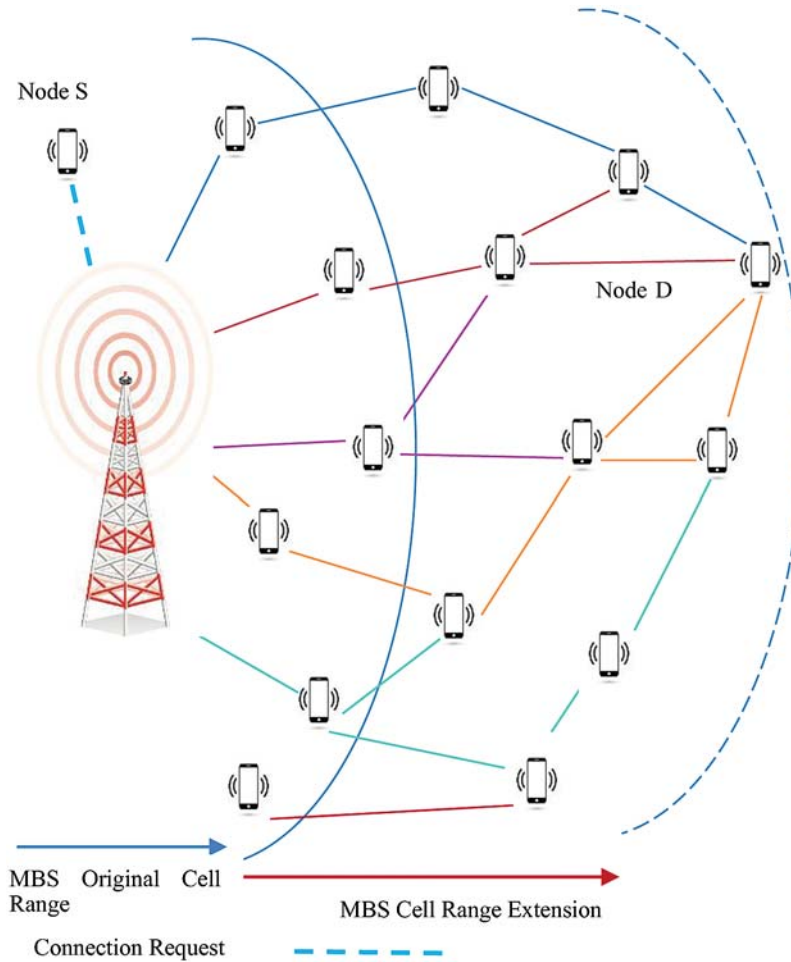 Node S
Node D
MBS Original Cell
Range
MBS Cell Range Extension
Connection Request